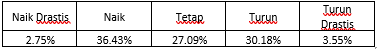 Naik Drastis Naik Tetap Turun Turun Drastis
2.75% 36.43% 27.09% 30.18% 3.55%